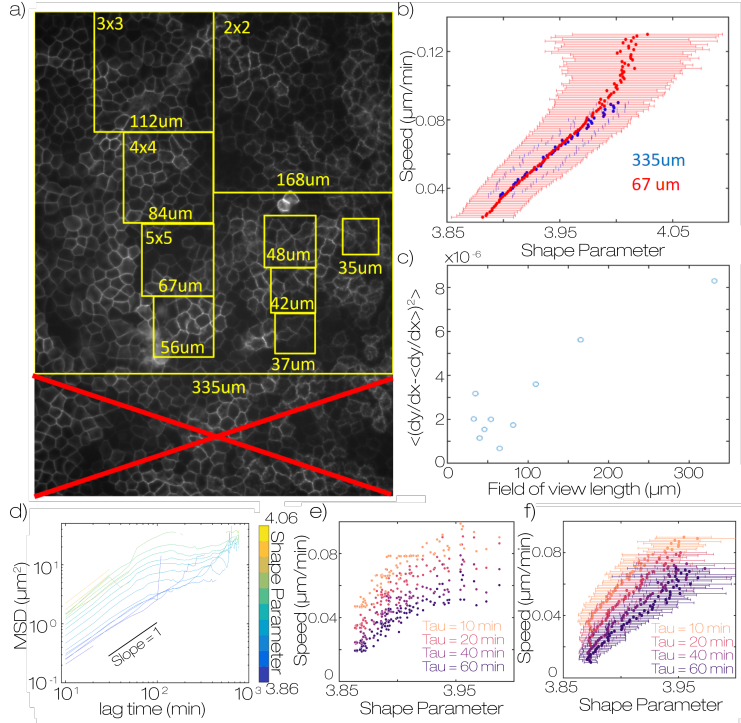 a)
3x3
2x2
112um
4x4
168um
84um
5x5
48um
35um
67um
42um
56um
37um
335um
b)
Speed (µm/min)
0.12
0.08
0.04
335um
67 um
3.85
3.95
4.05
Shape Parameter
c)
×10⁻⁶
<(dy/dx-<dy/dx>)²>
8
6
4
2
0
0
100
200
300
Field of view length (µm)
d)
MSD (µm²)
10¹
10⁰
10⁻¹
Slope = 1
10¹
10²
10³
lag time (min)
4.06
Shape Parameter
3.86
e)
Speed (µm/min)
0.08
0.04
0
Tau = 10 min
Tau = 20 min
Tau = 40 min
Tau = 60 min
3.85
3.95
Shape Parameter
f)
Speed (µm/min)
0.08
0.04
0
Tau = 10 min
Tau = 20 min
Tau = 40 min
Tau = 60 min
3.85
3.95
Shape Parameter